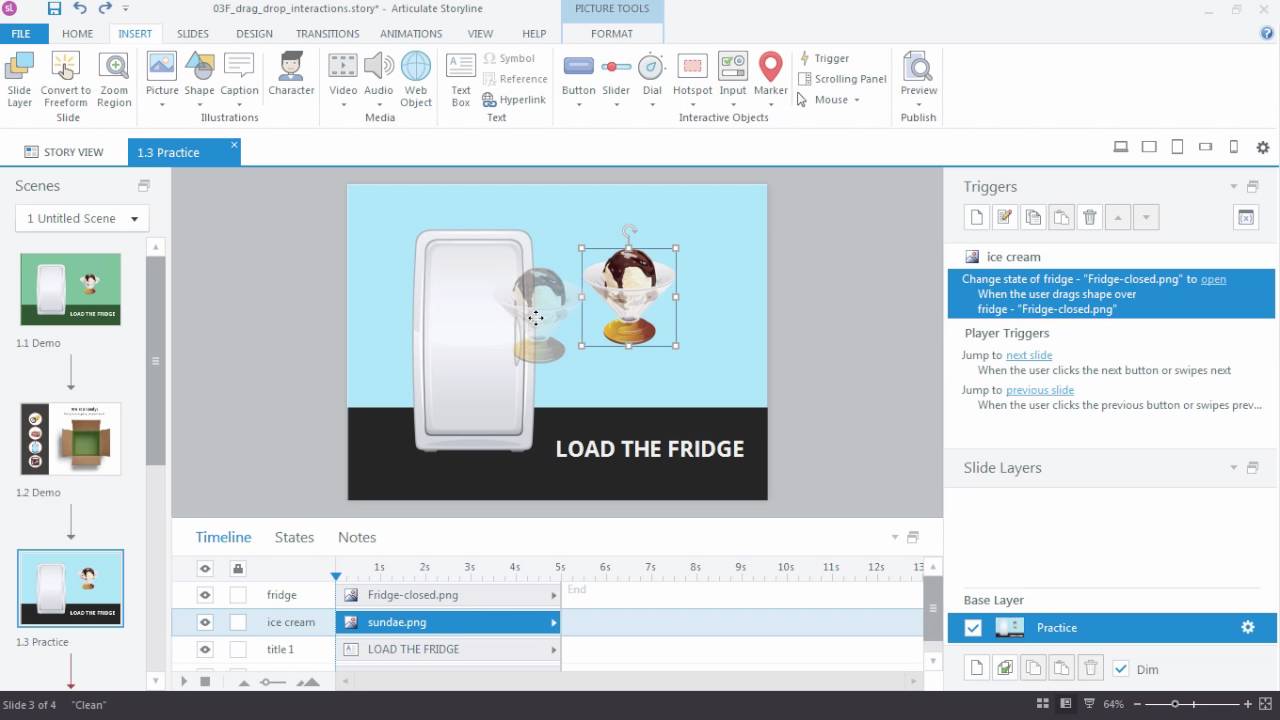 SL
03F_drag_drop_interactions.story* - Articulate Storyline
PICTURE TOOLS
FILE
HOME
INSERT
SLIDES
DESIGN
TRANSITIONS
ANIMATIONS
VIEW
HELP
FORMAT
Slide Layer
Convert to Freeform
Zoom Region
Slide
Picture
Shape
Caption
Character
Illustrations
Video
Audio
Web Object
Media
Text Box
Symbol
Reference
Hyperlink
Text
Button
Slider
Dial
Hotspot
Input
Marker
Interactive Objects
Trigger
Scrolling Panel
Mouse
Preview
Publish
STORY VIEW
1.3 Practice
Scenes
1 Untitled Scene
LOAD THE FRIDGE
1.1 Demo
1.2 Demo
LOAD THE FRIDGE
1.3 Practice
LOAD THE FRIDGE
Triggers
ice cream
Change state of fridge - "Fridge-closed.png" to open
When the user drags shape over
fridge - "Fridge-closed.png"
Player Triggers
Jump to next slide
When the user clicks the next button or swipes next
Jump to previous slide
When the user clicks the previous button or swipes prev...
Slide Layers
Base Layer
Practice
Dim
Timeline
States
Notes
1s 2s 3s 4s 5s 6s 7s 8s 9s 10s 11s 12s 13
fridge
Fridge-closed.png
End
ice cream
sundae.png
title 1
LOAD THE FRIDGE
Slide 3 of 4
"Clean"
64%